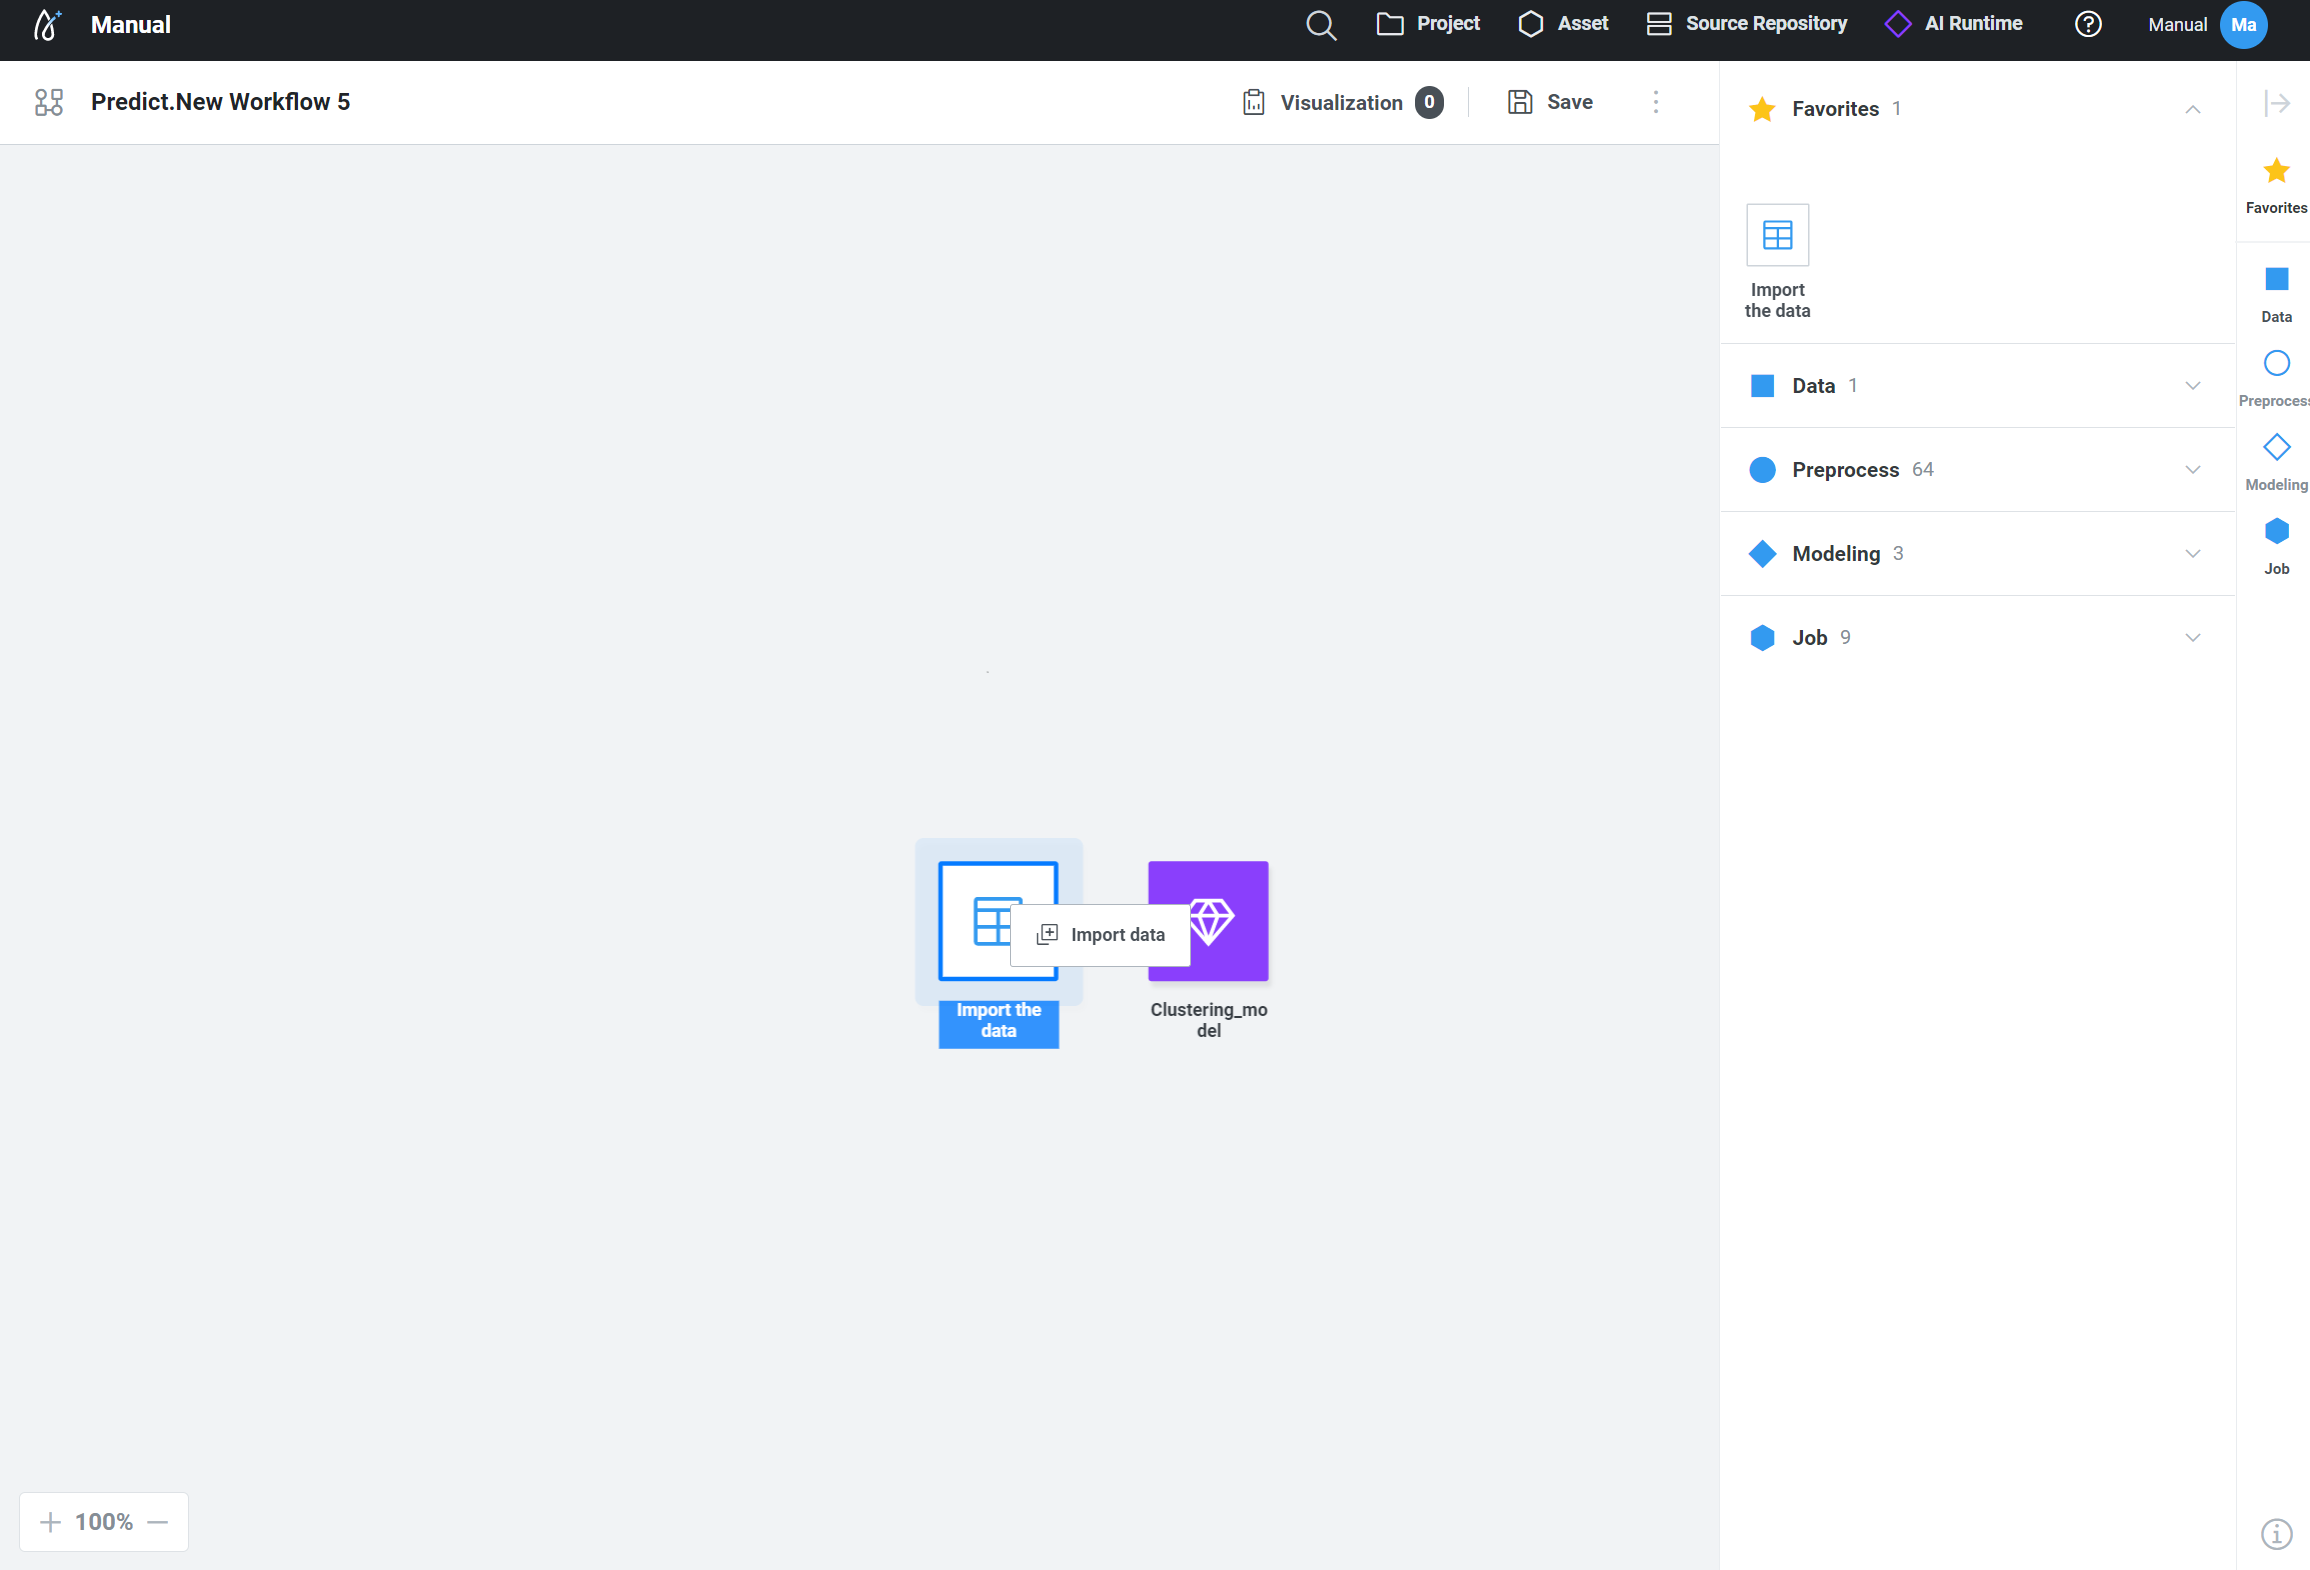 Manual
Project
Asset
Source Repository
AI Runtime
Manual
Ma
Predict.New Workflow 5
Visualization 0
Save
Favorites 1
Import
the data
Data 1
Preprocess 64
Modeling 3
Job 9
Favorites
Data
Preprocess
Modeling
Job
Import data
Import the
data
Clustering_mo
del
100%